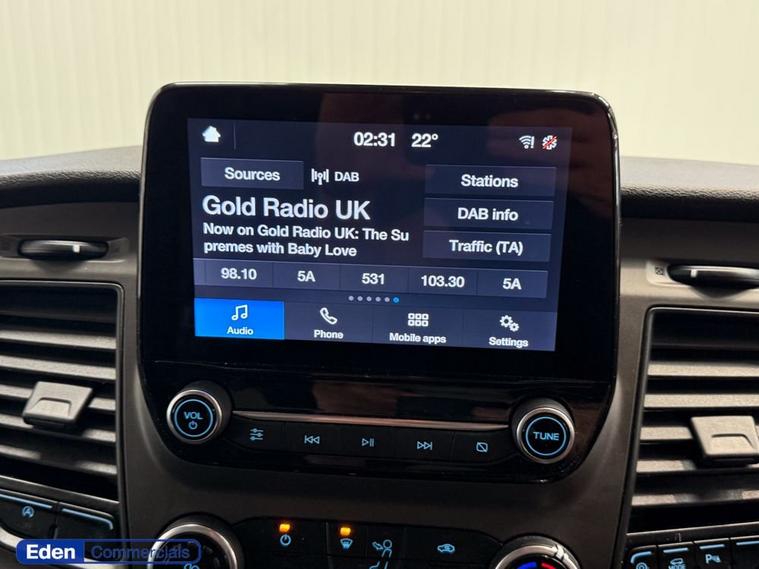 02:31 22°
Sources DAB Stations
Gold Radio UK
DAB info
Now on Gold Radio UK: The Su
premes with Baby Love
Traffic (TA)
98.10 5A 531 103.30 5A
Audio Phone Mobile apps Settings
VOL
TUNE
Eden Commercials
MODE